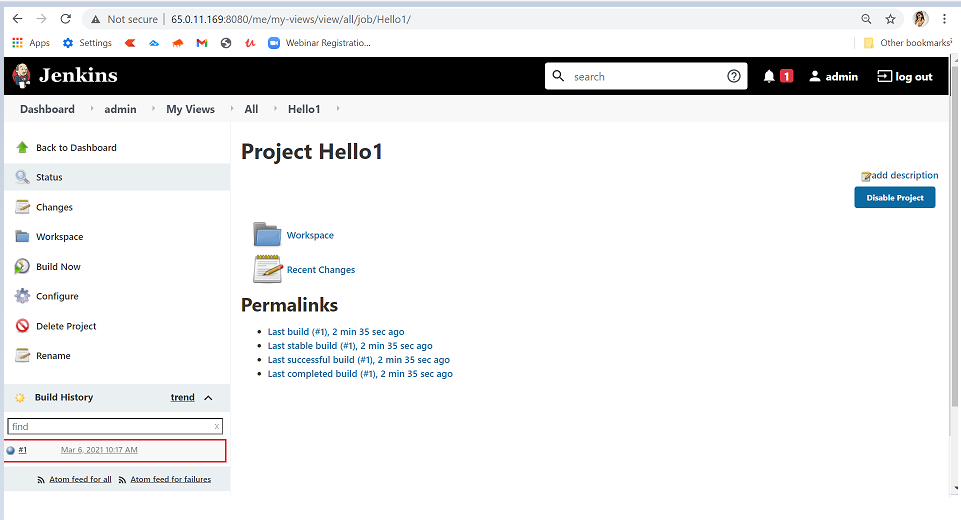 Not secure | 65.0.11.169:8080/me/my-views/view/all/job/Hello1/
Apps Settings Webinar Registratio... Other bookmarks
Jenkins search 1 admin log out
Dashboard admin My Views All Hello1
Back to Dashboard
Status
Changes
Workspace
Build Now
Configure
Delete Project
Rename
Build History trend
find x
#1 Mar 6, 2021 10:17 AM
Atom feed for all Atom feed for failures
Project Hello1
add description
Disable Project
Workspace
Recent Changes
Permalinks
Last build (#1), 2 min 35 sec ago
Last stable build (#1), 2 min 35 sec ago
Last successful build (#1), 2 min 35 sec ago
Last completed build (#1), 2 min 35 sec ago